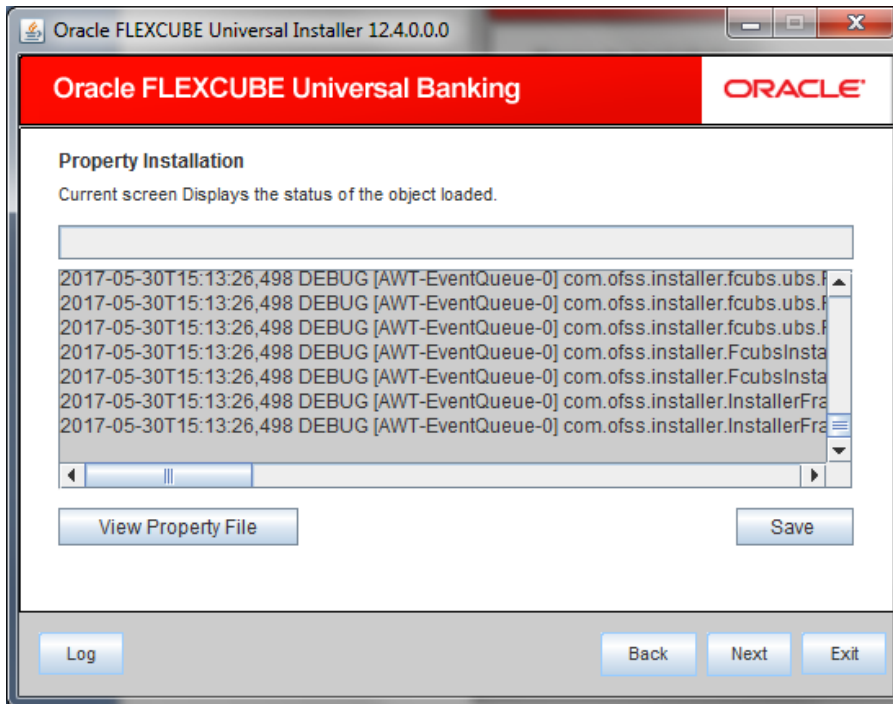 Oracle FLEXCUBE Universal Installer 12.4.0.0.0
Oracle FLEXCUBE Universal Banking
ORACLE
Property Installation
Current screen Displays the status of the object loaded.
2017-05-30T15:13:26,498 DEBUG [AWT-EventQueue-0] com.ofss.installer.fcubs.ubs.
2017-05-30T15:13:26,498 DEBUG [AWT-EventQueue-0] com.ofss.installer.fcubs.ubs.
2017-05-30T15:13:26,498 DEBUG [AWT-EventQueue-0] com.ofss.installer.fcubs.ubs.
2017-05-30T15:13:26,498 DEBUG [AWT-EventQueue-0] com.ofss.installer.FcubsInsta
2017-05-30T15:13:26,498 DEBUG [AWT-EventQueue-0] com.ofss.installer.FcubsInsta
2017-05-30T15:13:26,498 DEBUG [AWT-EventQueue-0] com.ofss.installer.InstallerFra
2017-05-30T15:13:26,498 DEBUG [AWT-EventQueue-0] com.ofss.installer.InstallerFra
View Property File
Save
Log
Back
Next
Exit